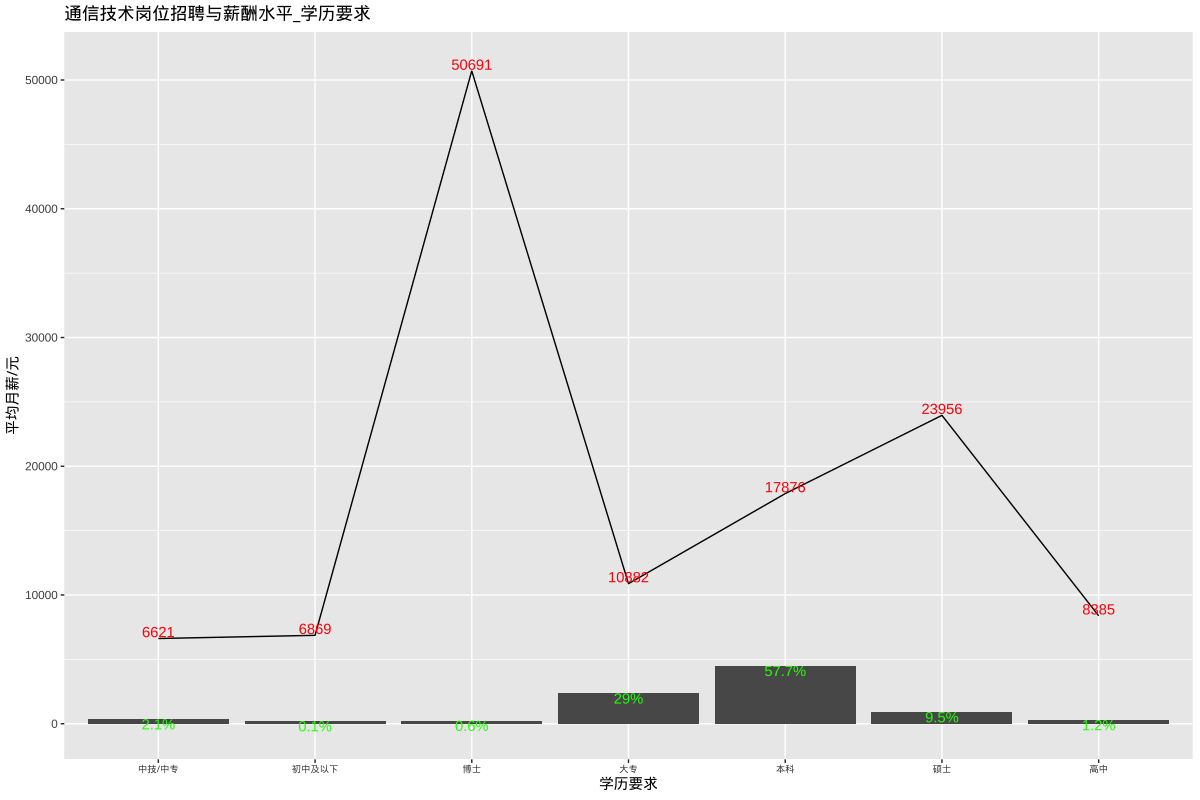 通信技术岗位招聘与薪酬水平_学历要求
平均月薪/元
50000
40000
30000
20000
10000
0
6621
6869
50691
10882
17876
23956
8385
2.1%
0.1%
0.6%
29%
57.7%
9.5%
1.2%
中技/中专
初中及以下
博士
大专
本科
硕士
高中
学历要求